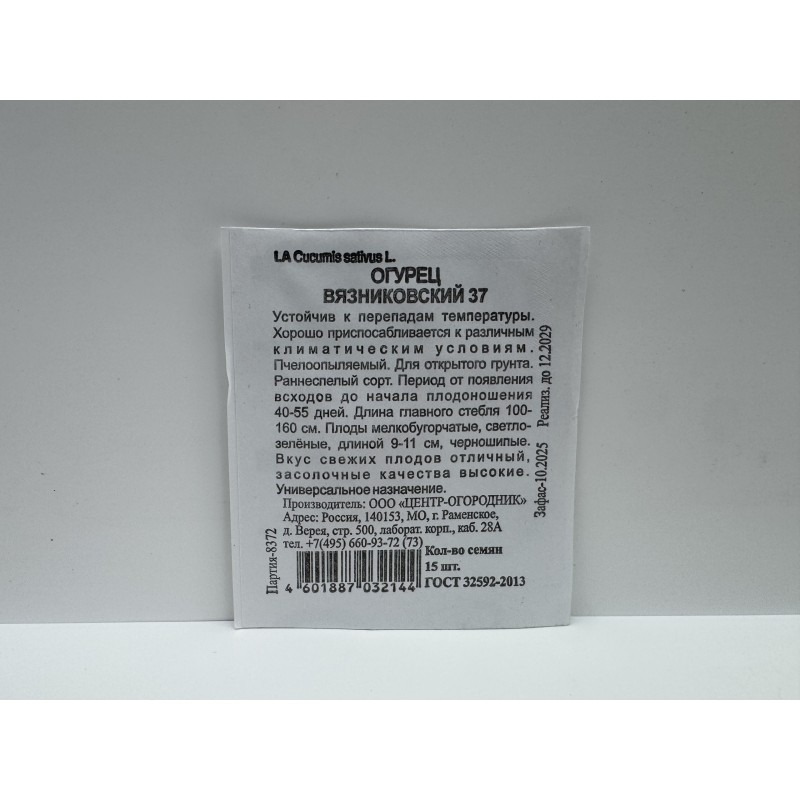 LA Cucumis sativus L.
ОГУРЕЦ
ВЯЗНИКОВСКИЙ 37
Устойчив к перепадам температуры.
Хорошо приспосабливается к различным
климатическим условиям.
Пчелоопыляемый. Для открытого грунта.
Раннеспелый сорт. Период от появления
всходов до начала плодоношения
40-55 дней. Длина главного стебля 100-
160 см. Плоды мелкобугорчатые, светло-
зелёные, длиной 9-11 см, черношипые.
Вкус свежих плодов отличный,
засолочные качества высокие.
Универсальное назначение.
Производитель: ООО «ЦЕНТР-ОГОРОДНИК»
Адрес: Россия, 140153, МО, г. Раменское,
д. Верея, стр. 500, лаборат. корп., каб. 28А
тел. +7(495) 660-93-72 (73)
Кол-во семян
15 шт.
ГОСТ 32592-2013
4 601887 032144
Партия-8372
Зафас-10.2025 Реализ. до 12.2029